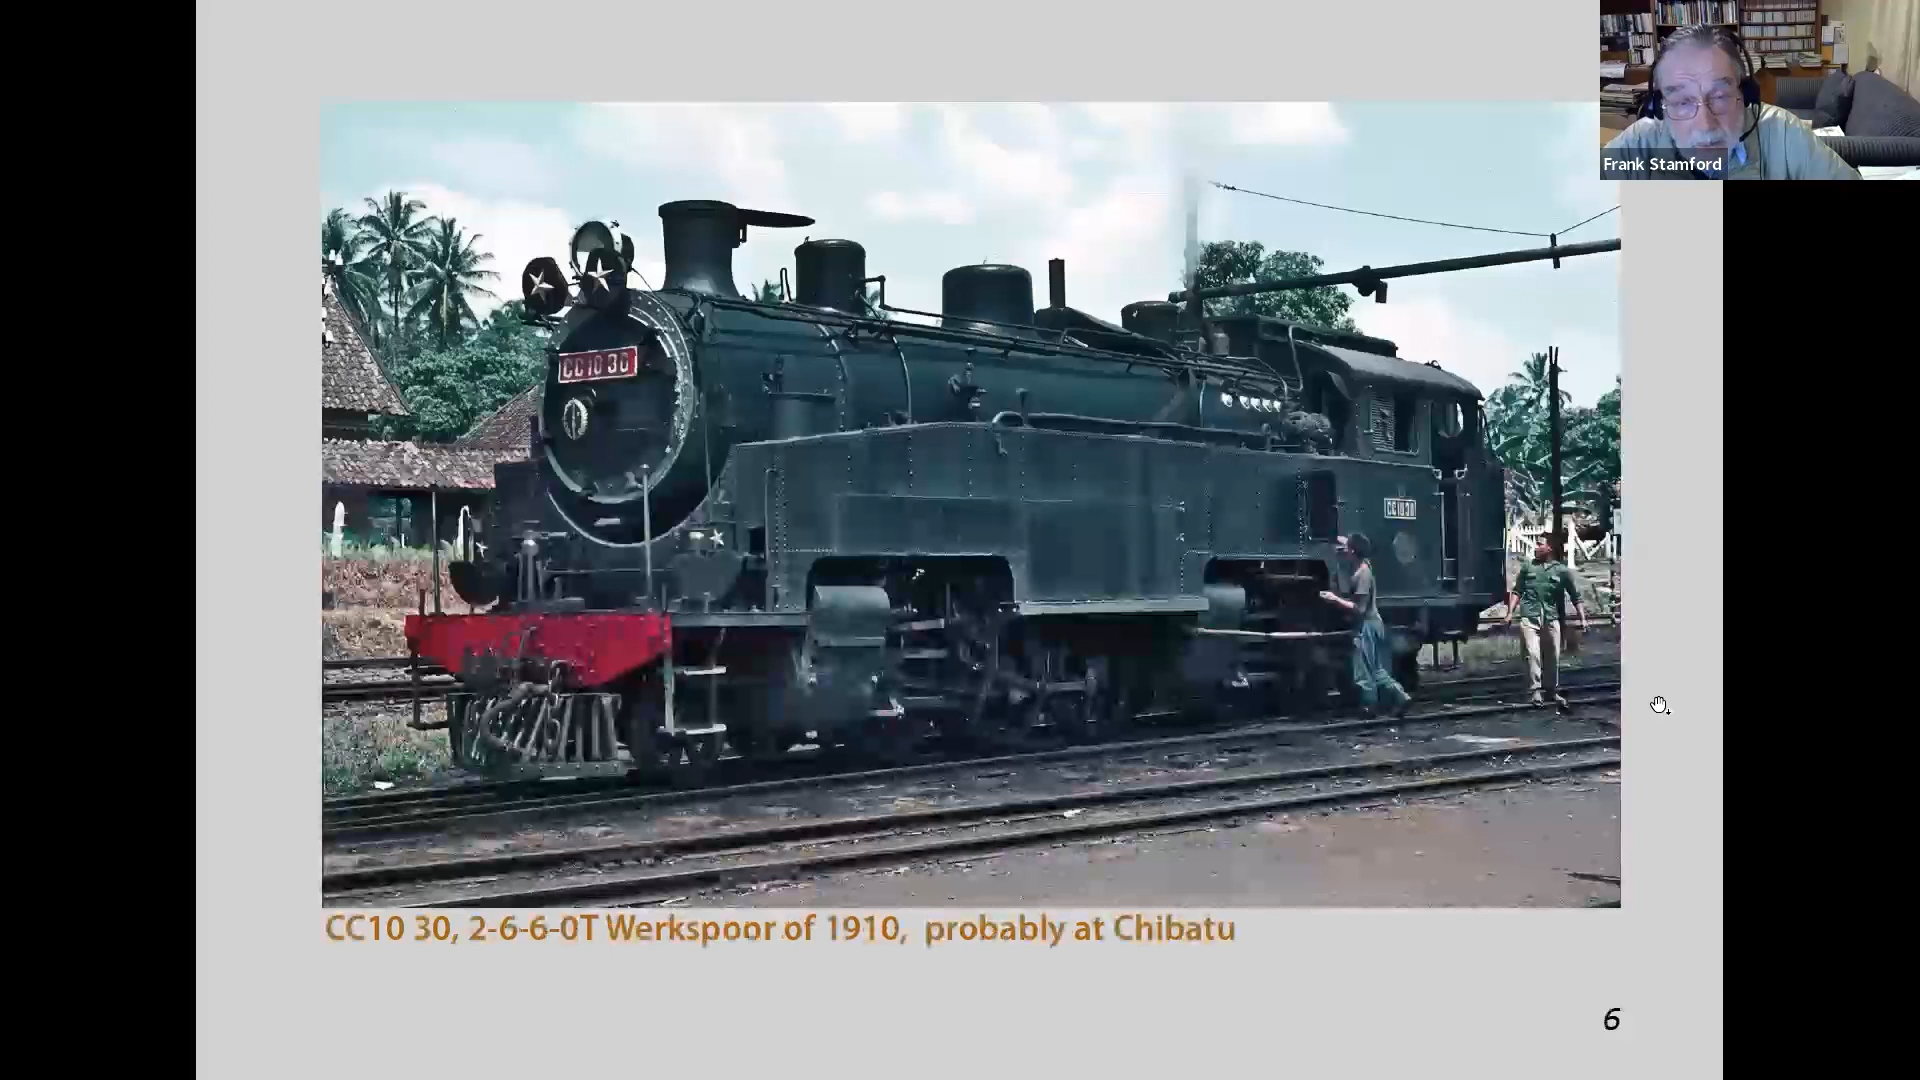 Frank Stamford
CC10 30
CC10 30
CC10 30, 2-6-6-0T Werkspoor of 1910, probably at Chibatu
6